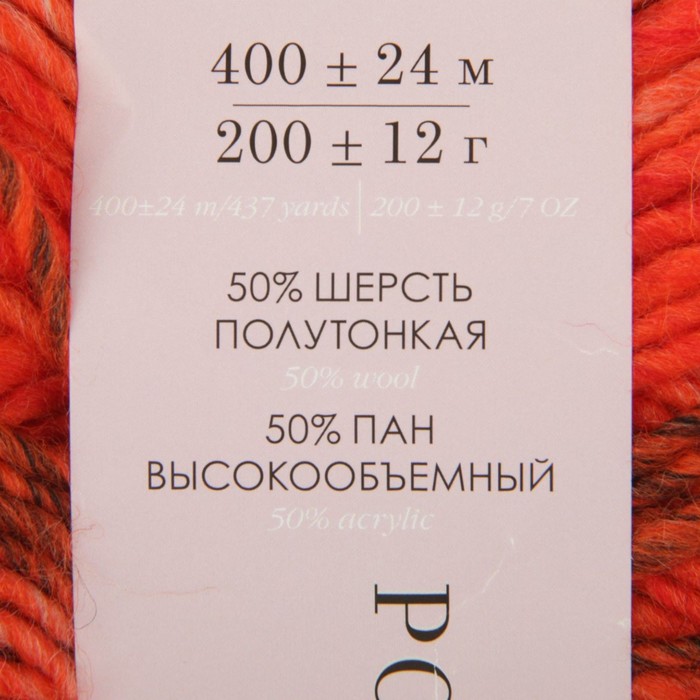 400 ± 24 м
200 ± 12 г
400±24 m/437 yards | 200 ± 12 g/7 OZ
50% ШЕРСТЬ
ПОЛУТОНКАЯ
50% wool
50% ПАН
ВЫСОКООБЪЕМНЫЙ
50% acrylic